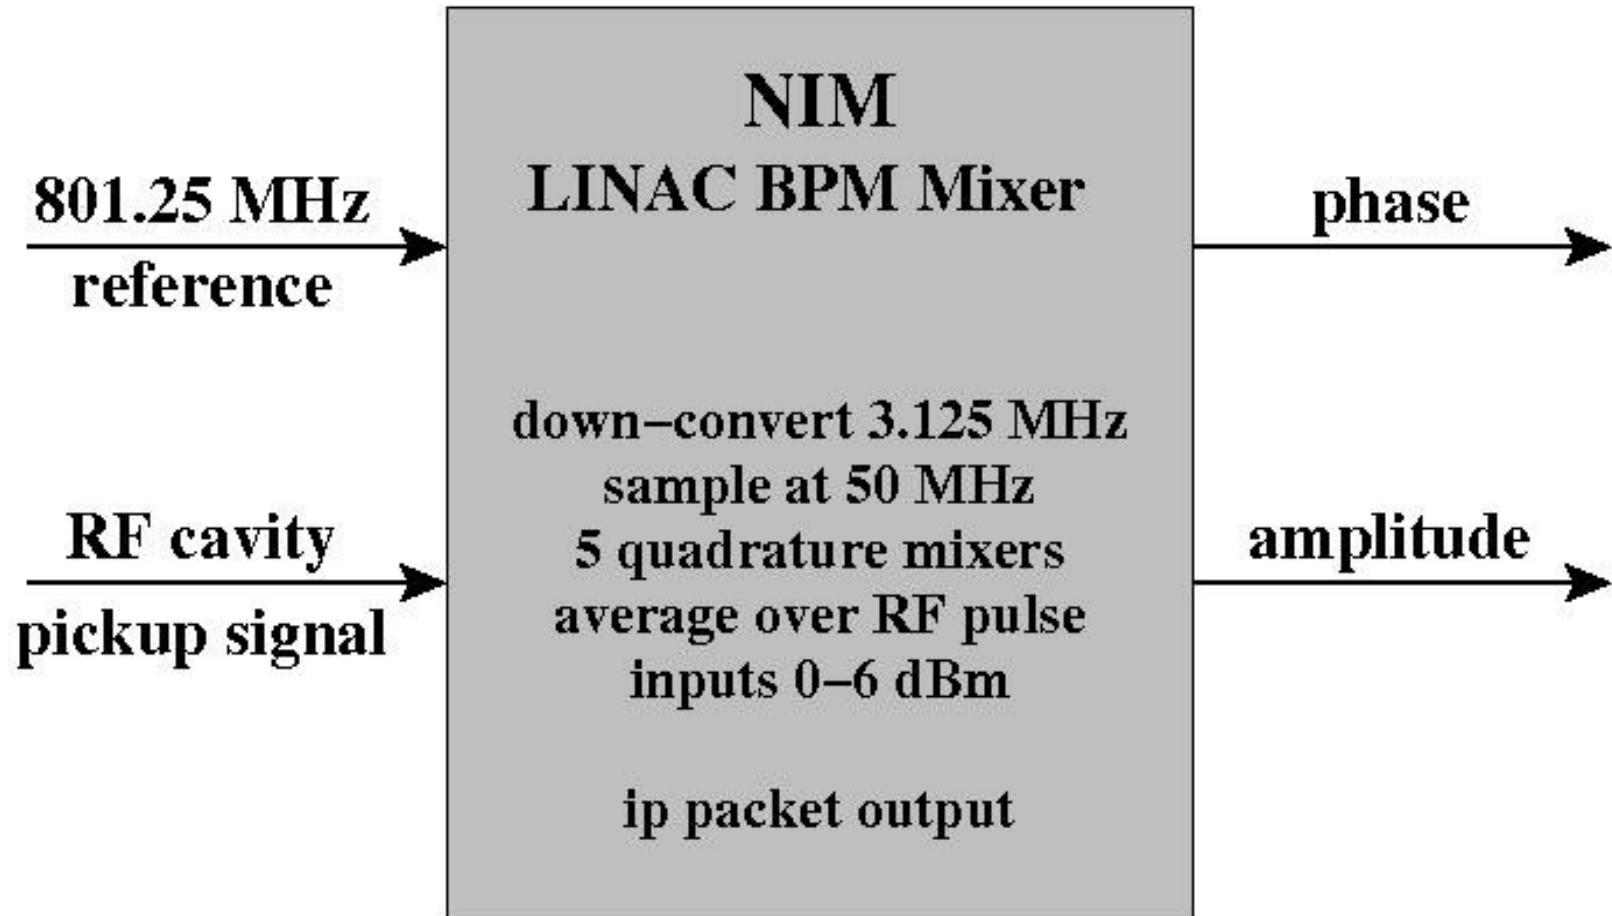 NIM
LINAC BPM Mixer
801.25 MHz
reference
phase
down−convert 3.125 MHz
sample at 50 MHz
5 quadrature mixers
average over RF pulse
inputs 0−6 dBm
ip packet output
RF cavity
pickup signal
amplitude